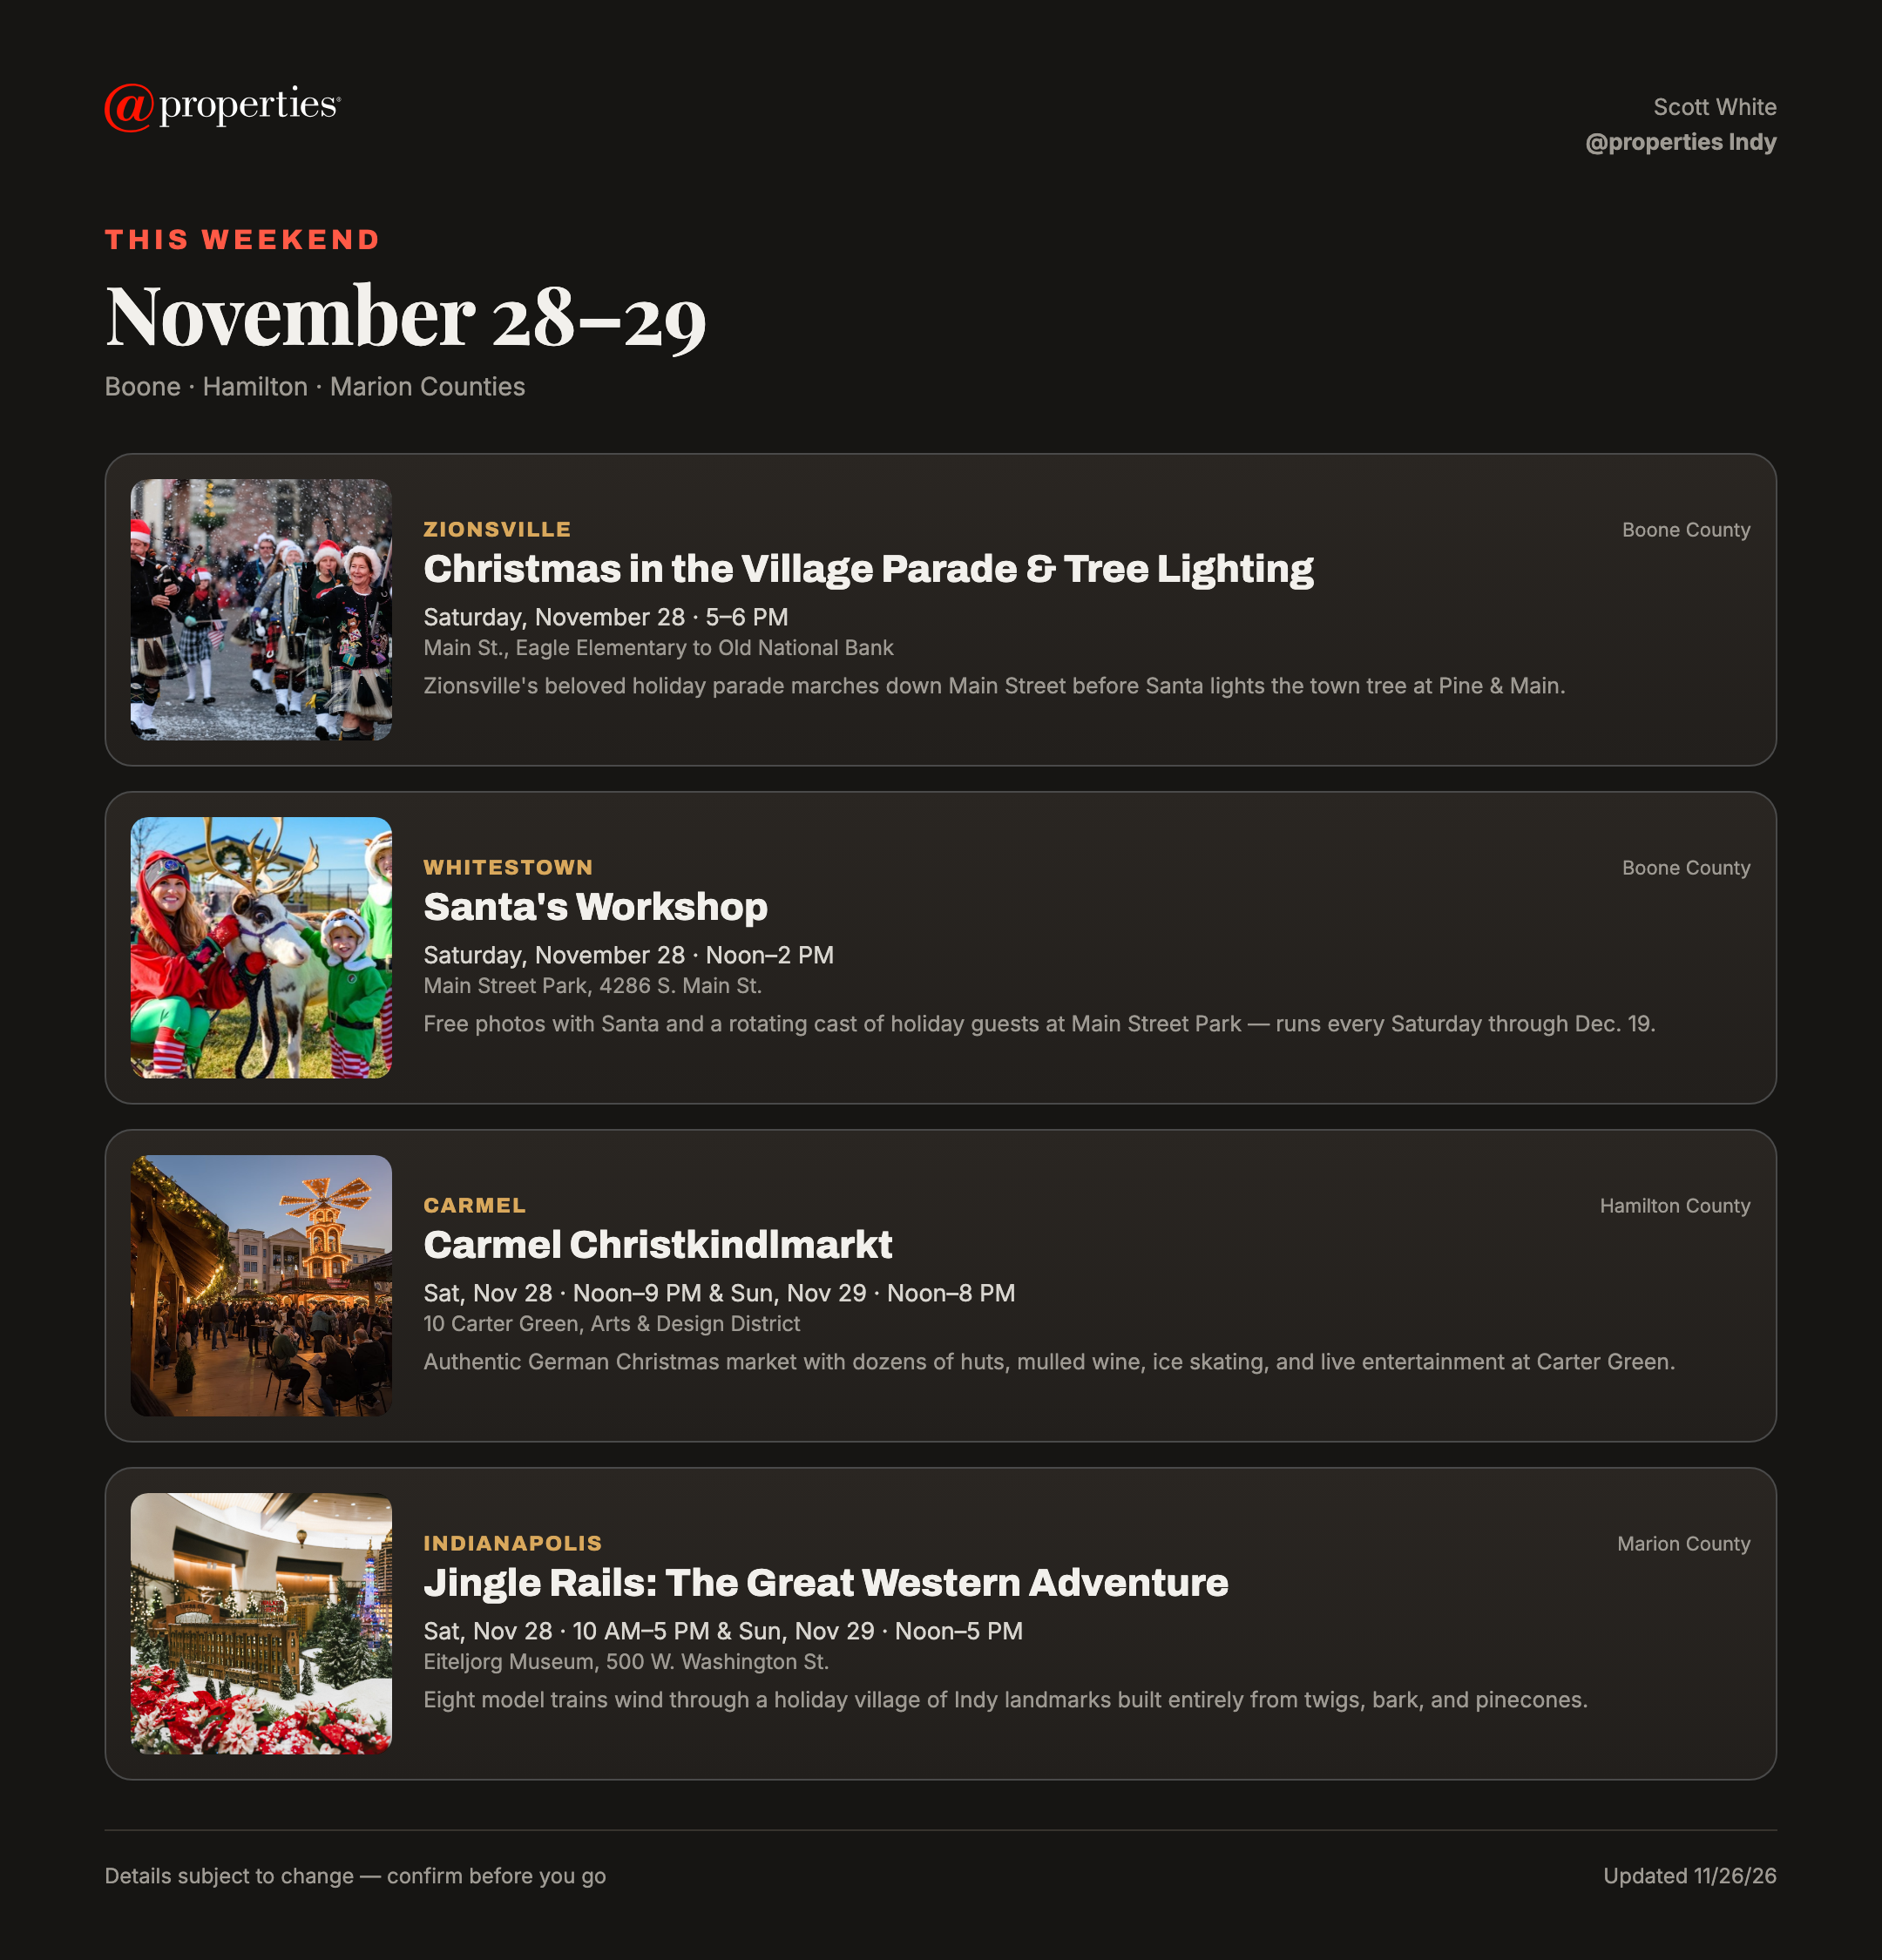 @properties®
Scott White
@properties Indy
THIS WEEKEND
November 28–29
Boone · Hamilton · Marion Counties
ZIONSVILLE
Boone County
Christmas in the Village Parade & Tree Lighting
Saturday, November 28 · 5–6 PM
Main St., Eagle Elementary to Old National Bank
Zionsville's beloved holiday parade marches down Main Street before Santa lights the town tree at Pine & Main.
WHITESTOWN
Boone County
Santa's Workshop
Saturday, November 28 · Noon–2 PM
Main Street Park, 4286 S. Main St.
Free photos with Santa and a rotating cast of holiday guests at Main Street Park — runs every Saturday through Dec. 19.
CARMEL
Hamilton County
Carmel Christkindlmarkt
Sat, Nov 28 · Noon–9 PM & Sun, Nov 29 · Noon–8 PM
10 Carter Green, Arts & Design District
Authentic German Christmas market with dozens of huts, mulled wine, ice skating, and live entertainment at Carter Green.
INDIANAPOLIS
Marion County
Jingle Rails: The Great Western Adventure
Sat, Nov 28 · 10 AM–5 PM & Sun, Nov 29 · Noon–5 PM
Eiteljorg Museum, 500 W. Washington St.
Eight model trains wind through a holiday village of Indy landmarks built entirely from twigs, bark, and pinecones.
Details subject to change — confirm before you go
Updated 11/26/26